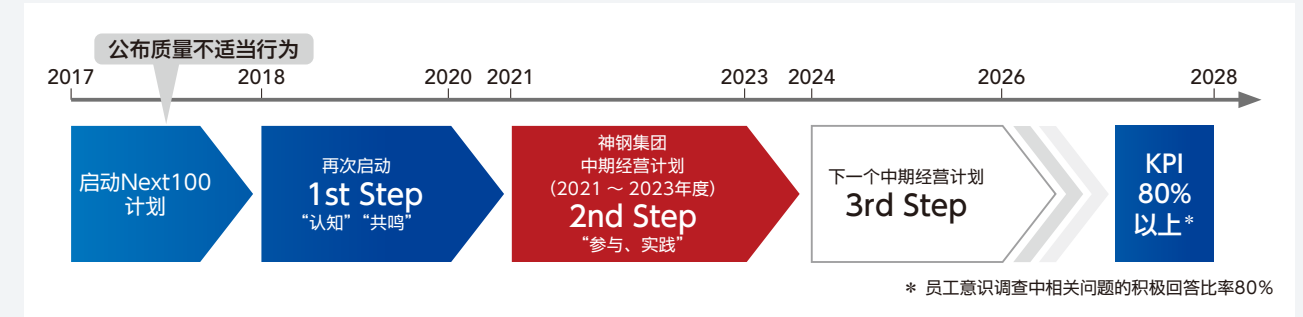 公布质量不适当行为
2017
2018
2020
2021
2023
2024
2026
2028
启动Next100
计划
再次启动
1st Step
“认知”“共鸣”
神钢集团
中期经营计划
（2021 ～ 2023年度）
2nd Step
“参与、实践”
下一个中期经营计划
3rd Step
KPI
80%
以上*
* 员工意识调查中相关问题的积极回答比率80%